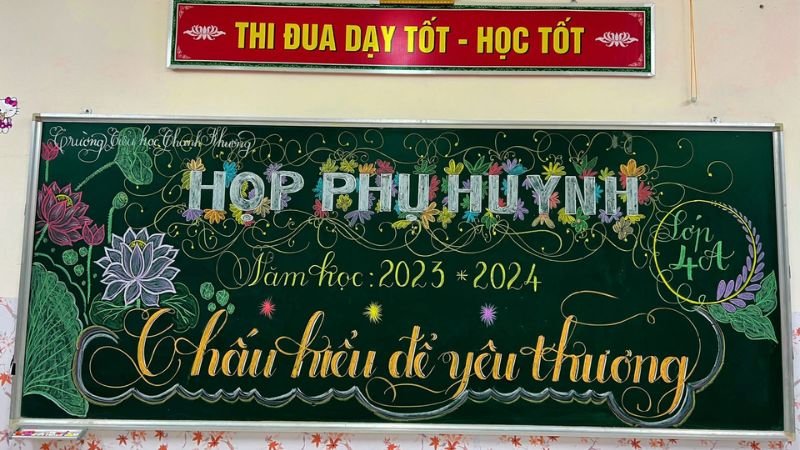 THI ĐUA DẠY TỐT - HỌC TỐT
Trường Tiểu học Thanh Khương
HỌP PHỤ HUYNH
Lớp
4A
Năm học: 2023 * 2024
Thấu hiểu để yêu thương